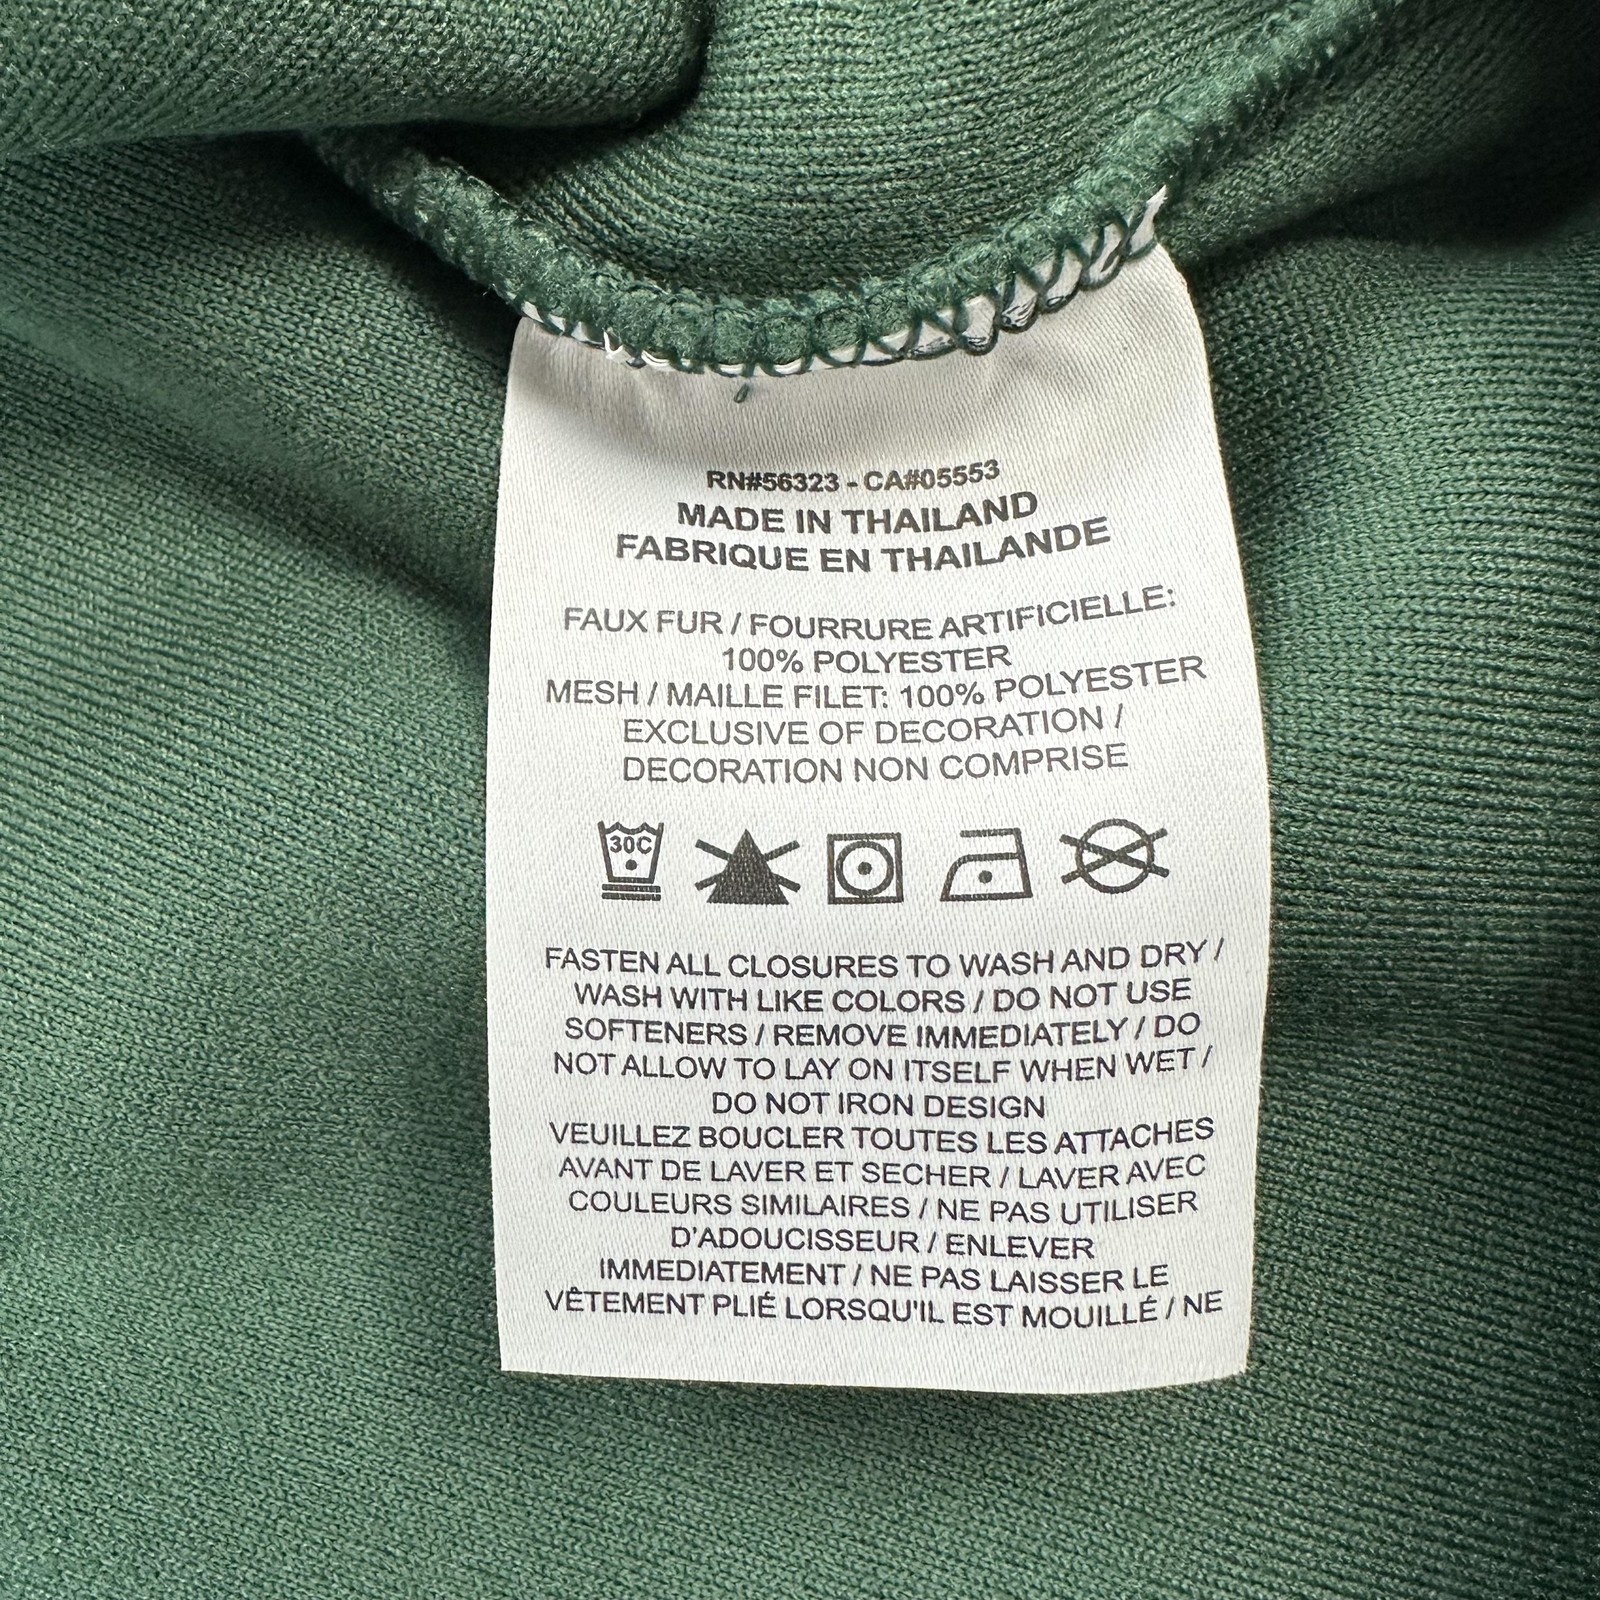 RN#56323 - CA#05553
MADE IN THAILAND
FABRIQUE EN THAILANDE
FAUX FUR / FOURRURE ARTIFICIELLE:
100% POLYESTER
MESH / MAILLE FILET: 100% POLYESTER
EXCLUSIVE OF DECORATION /
DECORATION NON COMPRISE
30C
FASTEN ALL CLOSURES TO WASH AND DRY /
WASH WITH LIKE COLORS / DO NOT USE
SOFTENERS / REMOVE IMMEDIATELY / DO
NOT ALLOW TO LAY ON ITSELF WHEN WET /
DO NOT IRON DESIGN
VEUILLEZ BOUCLER TOUTES LES ATTACHES
AVANT DE LAVER ET SECHER / LAVER AVEC
COULEURS SIMILAIRES / NE PAS UTILISER
D'ADOUCISSEUR / ENLEVER
IMMEDIATEMENT / NE PAS LAISSER LE
VÊTEMENT PLIÉ LORSQU'IL EST MOUILLÉ / NE